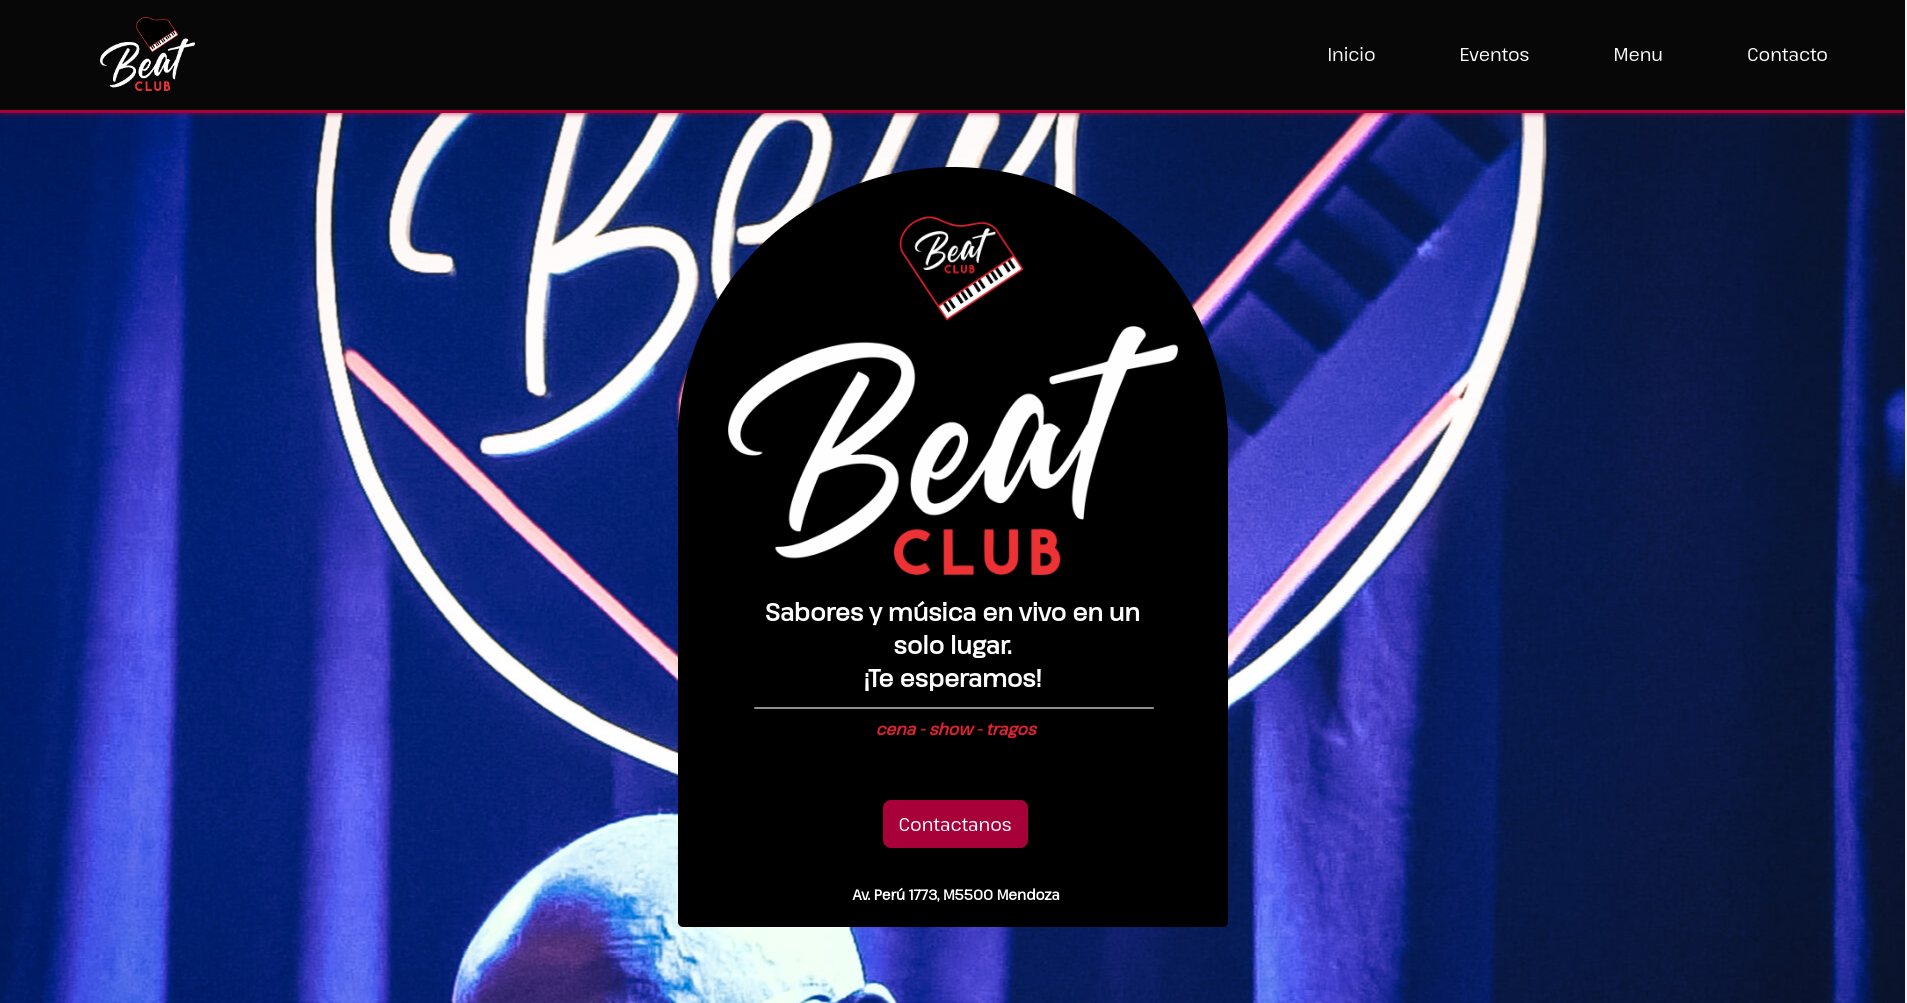 Beat
CLUB
Inicio
Eventos
Menu
Contacto
Beat
CLUB
Beat
CLUB
Sabores y música en vivo en un
solo lugar.
¡Te esperamos!
cena - show - tragos
Contactanos
Av. Perú 1773, M5500 Mendoza